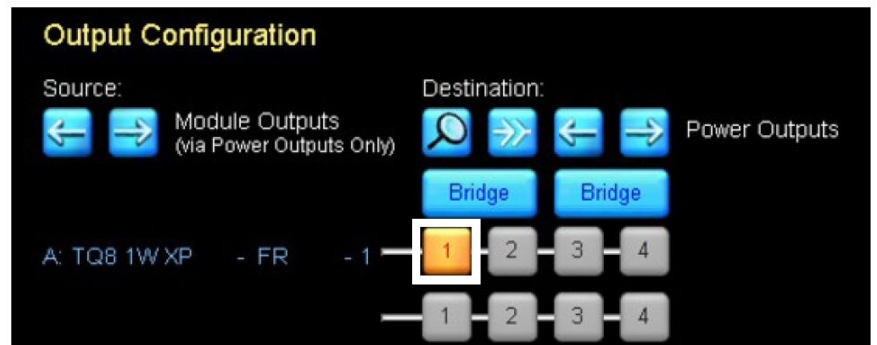 Output Configuration
Source:
Destination:
Module Outputs
(via Power Outputs Only)
Power Outputs
Bridge
Bridge
A: TQ8 1W XP - FR - 1
1 2 3 4
1 2 3 4